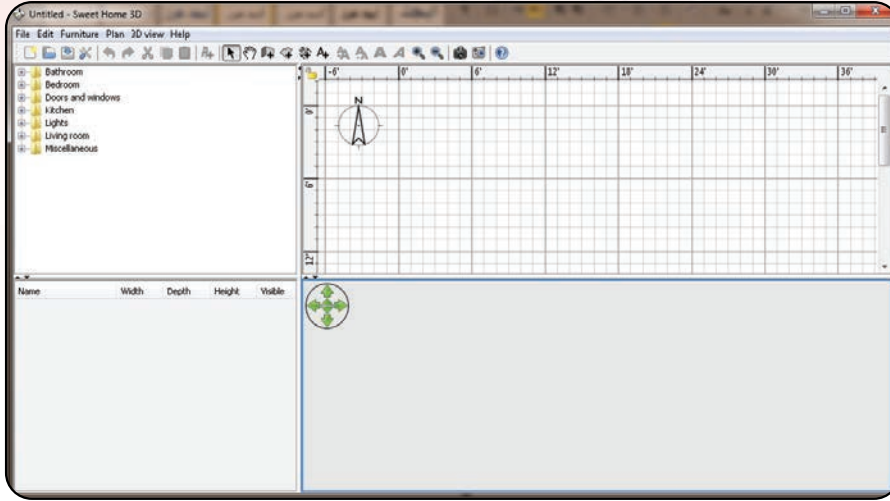 Untitled - Sweet Home 3D
File Edit Furniture Plan 3D view Help
Bathroom
Bedroom
Doors and windows
Kitchen
Lights
Living room
Miscellaneous
-6' 0' 6' 12' 18' 24' 30' 36'
0'
N
6'
12'
Name Width Depth Height Visible